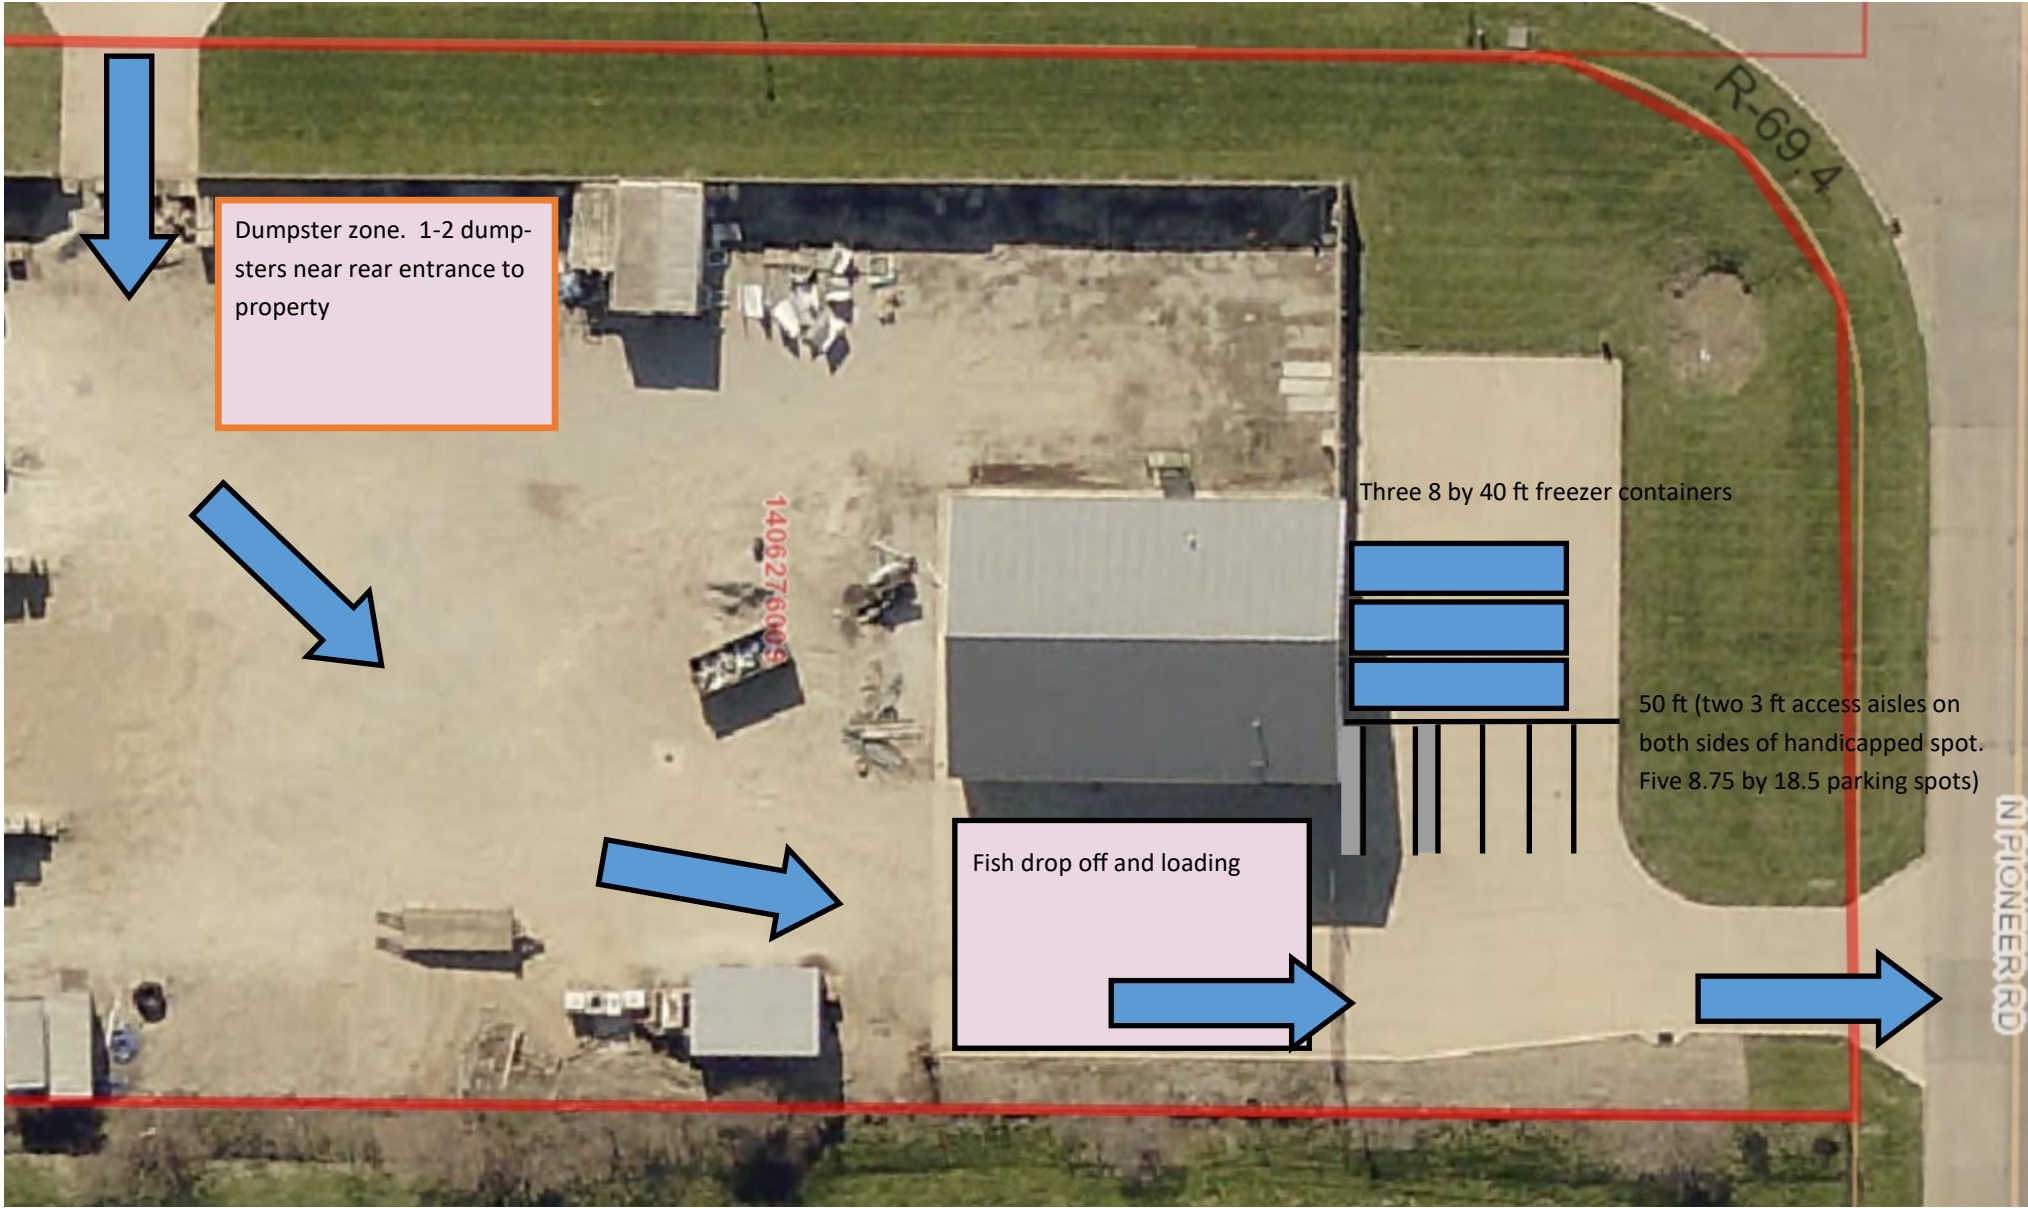 R-69.4
Dumpster zone.  1-2 dump-
sters near rear entrance to
property
Three 8 by 40 ft freezer containers
1406276009
50 ft (two 3 ft access aisles on
both sides of handicapped spot.
Five 8.75 by 18.5 parking spots)
Fish drop off and loading
N PIONEER RD